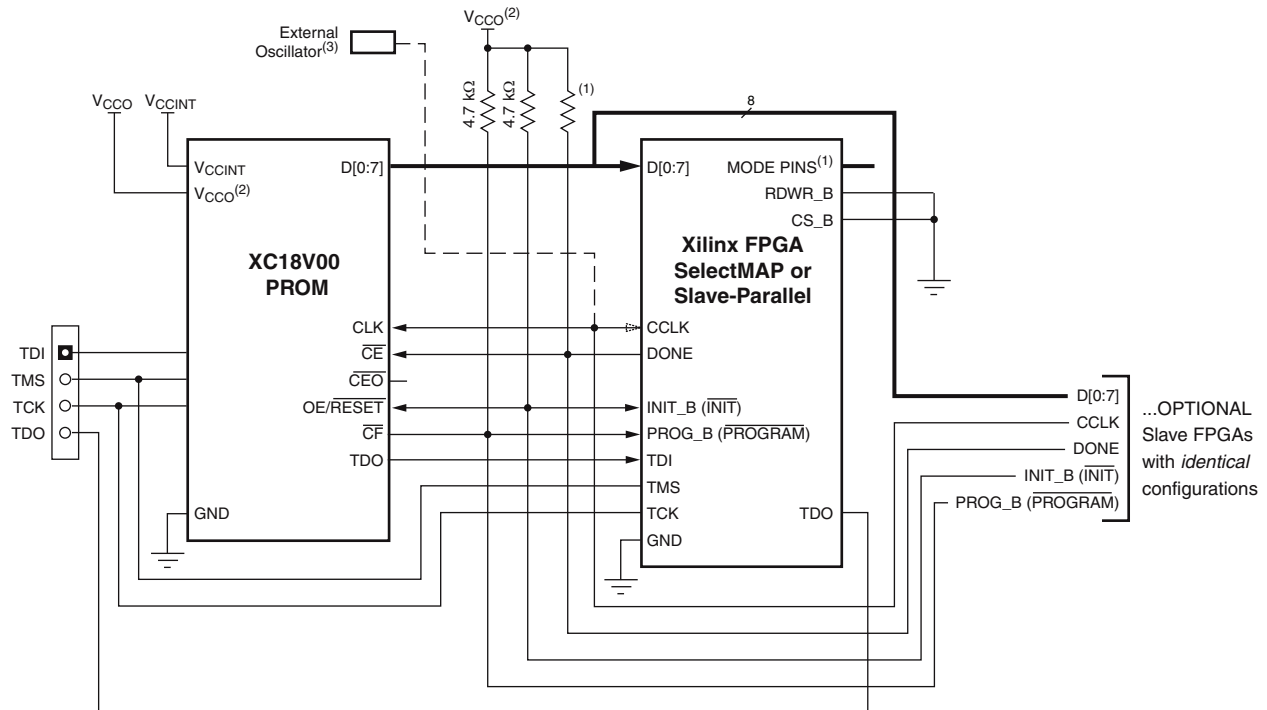 External
Oscillator(3)
VCCO(2)
4.7 kΩ
4.7 kΩ
(1)
8
VCCO
VCCINT
VCCINT
VCCO(2)
D[0:7]
XC18V00
PROM
CLK
CE
CEO
OE/RESET
CF
TDO
GND
TDI
TMS
TCK
TDO
D[0:7]
MODE PINS(1)
RDWR_B
CS_B
Xilinx FPGA
SelectMAP or
Slave-Parallel
CCLK
DONE
INIT_B (INIT)
PROG_B (PROGRAM)
TDI
TMS
TCK
TDO
GND
D[0:7]
CCLK
DONE
INIT_B (INIT)
PROG_B (PROGRAM)
...OPTIONAL
Slave FPGAs
with identical
configurations